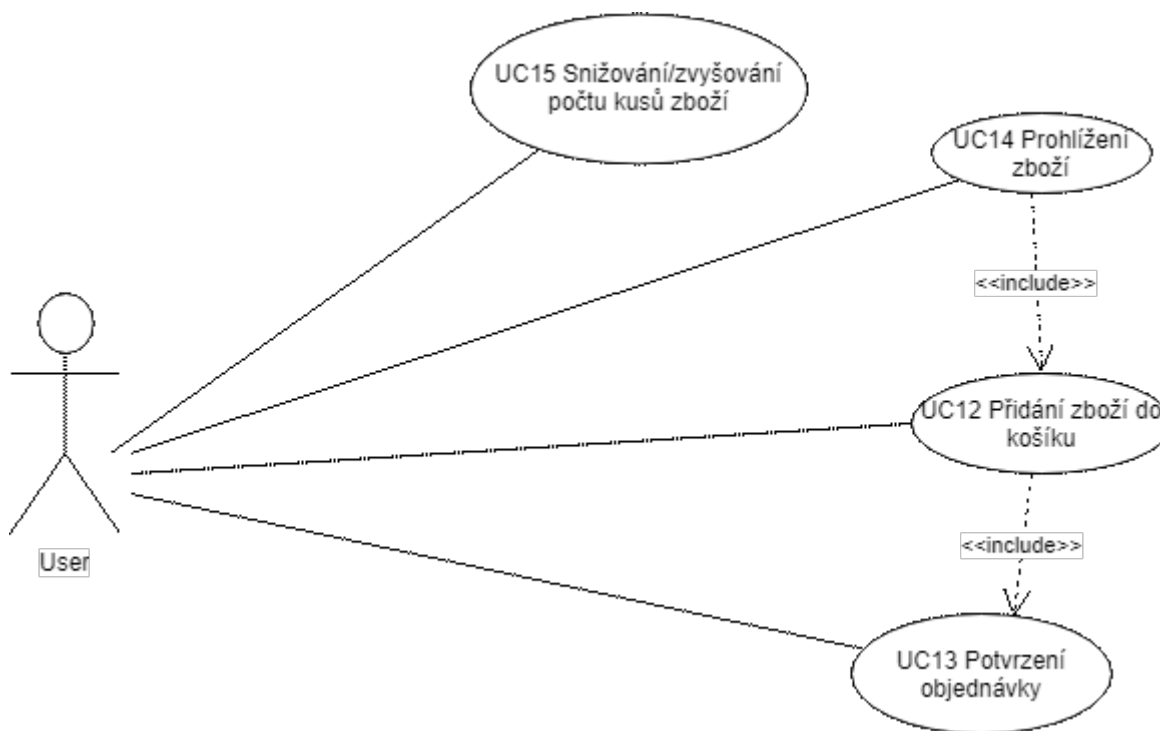 UC15 Snižování/zvyšování
počtu kusů zboží
UC14 Prohlížení
zboží
<<include>>
UC12 Přidání zboží do
košíku
<<include>>
User
UC13 Potvrzení
objednávky